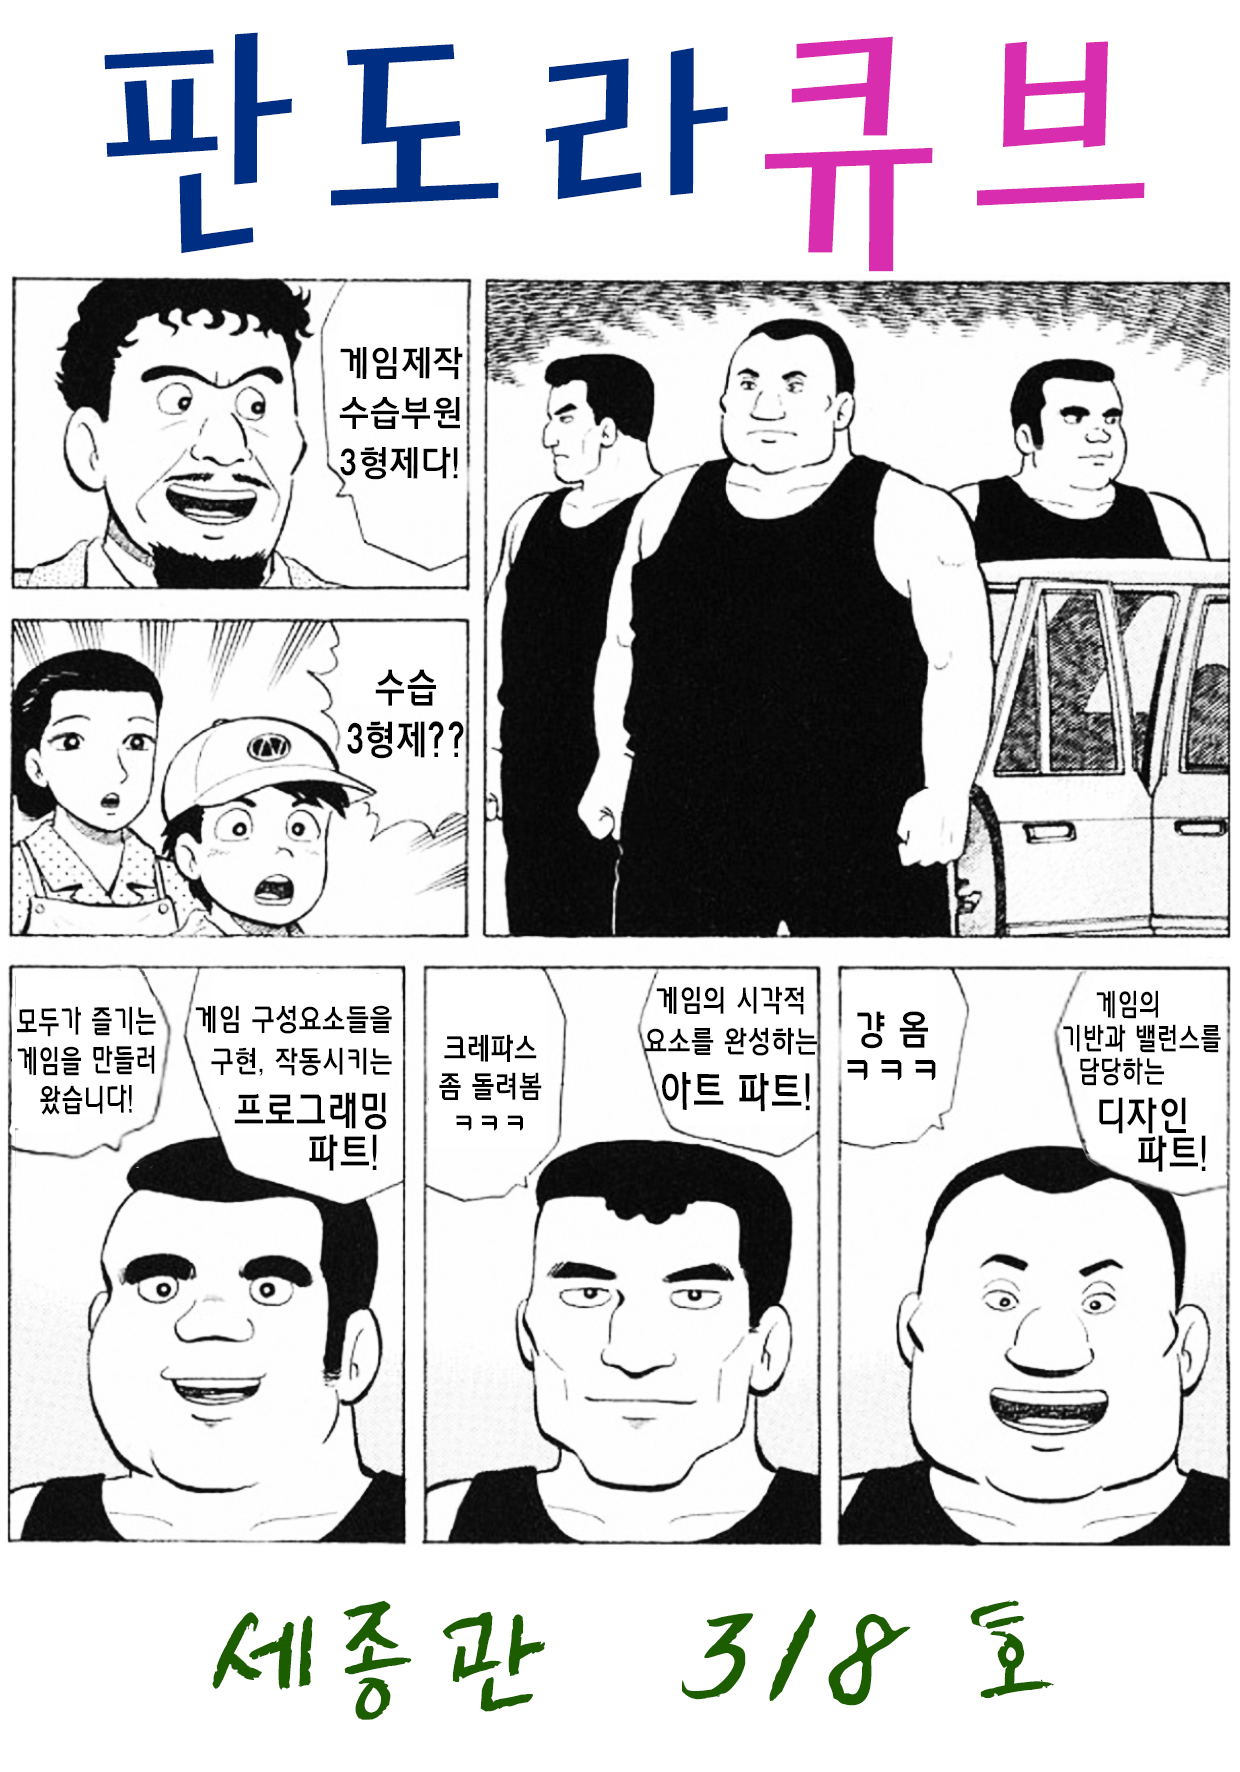 판도라큐브
게임제작
수습부원
3형제다!
수습
3형제??
게임 구성요소들을
구현, 작동시키는
프로그래밍
파트!
모두가 즐기는
게임을 만들러
왔습니다!
게임의 시각적
요소를 완성하는
아트 파트!
크레파스
좀 돌려봄
ㅋㅋㅋ
게임의
기반과 밸런스를
담당하는
디자인
파트!
걍 옴
ㅋㅋㅋ
세종관 318호